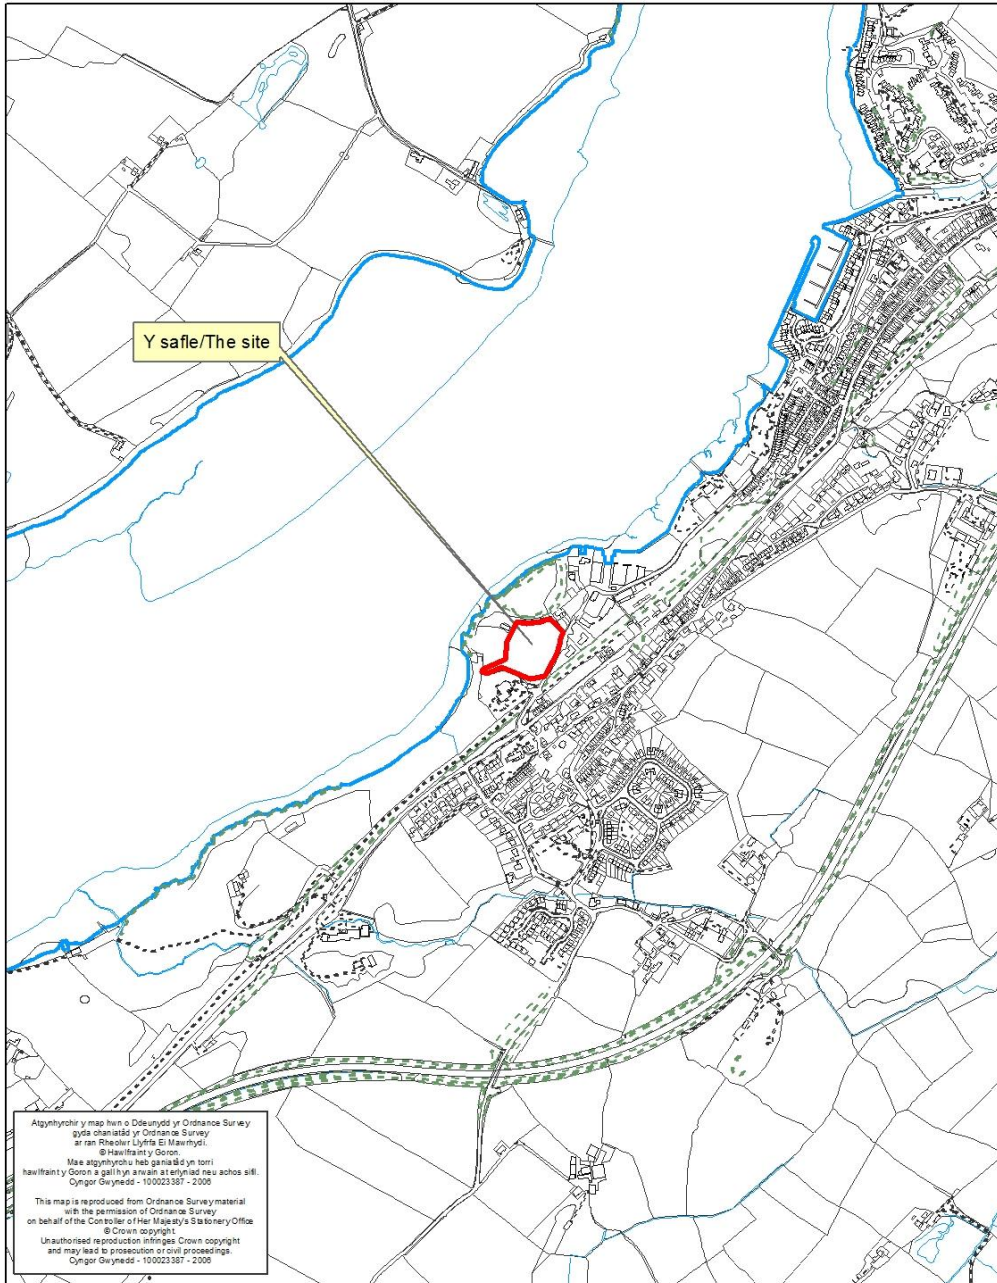 Y safle/The site
Atgynhyrchir y map hwn o Ddeunydd yr Ordnance Survey
gyda chaniatâd yr Ordnance Survey
ar ran Rheolwr Llyfrfa Ei Mawrhydi.
© Hawlfraint y Goron.
Mae atgynhyrchu heb ganiatâd yn torri
hawlfraint y Goron a gall hyn arwain at erlyniad neu achos sifil.
Cyngor Gwynedd - 100023387 - 2006
This map is reproduced from Ordnance Survey material
with the permission of Ordnance Survey
on behalf of the Controller of Her Majesty's Stationery Office
© Crown copyright.
Unauthorised reproduction infringes Crown copyright
and may lead to prosecution or civil proceedings.
Cyngor Gwynedd - 100023387 - 2006